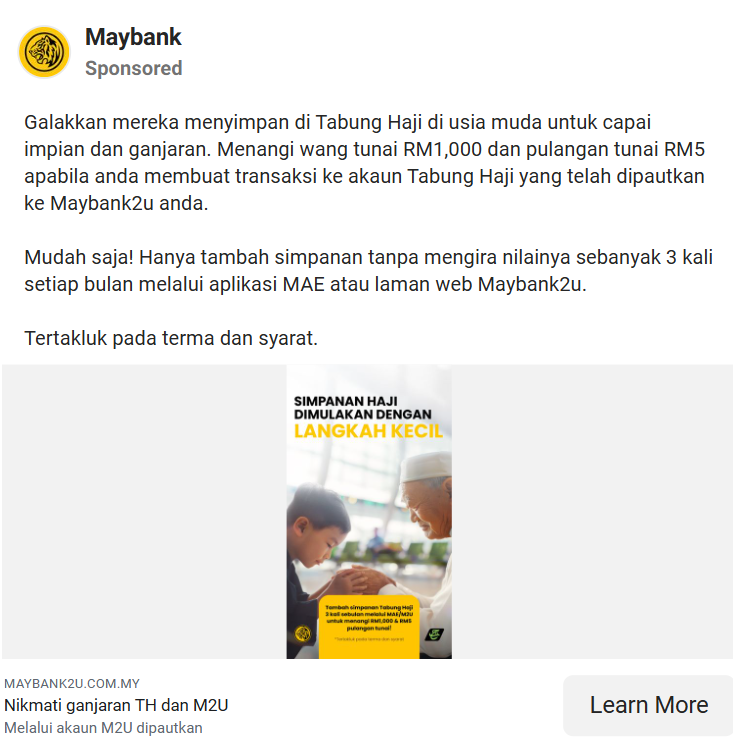 Maybank
Sponsored
Galakkan mereka menyimpan di Tabung Haji di usia muda untuk capai
impian dan ganjaran. Menangi wang tunai RM1,000 dan pulangan tunai RM5
apabila anda membuat transaksi ke akaun Tabung Haji yang telah dipautkan
ke Maybank2u anda.
Mudah saja! Hanya tambah simpanan tanpa mengira nilainya sebanyak 3 kali
setiap bulan melalui aplikasi MAE atau laman web Maybank2u.
Tertakluk pada terma dan syarat.
SIMPANAN HAJI
DIMULAKAN DENGAN
LANGKAH KECIL
Tambah simpanan Tabung Haji
3 kali sebulan melalui MAE/M2U
untuk menangi RM1,000 & RM5
pulangan tunai!
*Tertakluk pada terma dan syarat
MAYBANK2U.COM.MY
Nikmati ganjaran TH dan M2U
Melalui akaun M2U dipautkan
Learn More